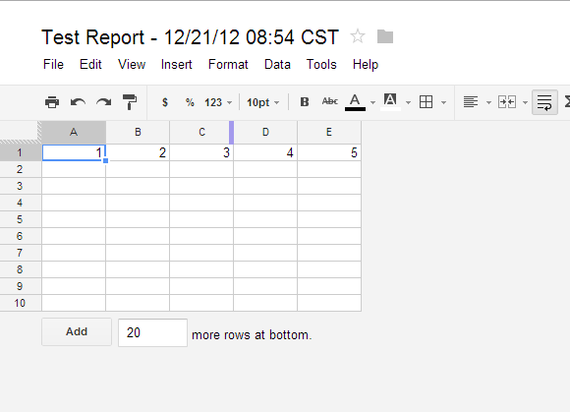 Test Report - 12/21/12 08:54 CST
File Edit View Insert Format Data Tools Help
$ % 123 10pt B Abc A A
A B C D E
1 1 2 3 4 5
2
3
4
5
6
7
8
9
10
Add 20 more rows at bottom.